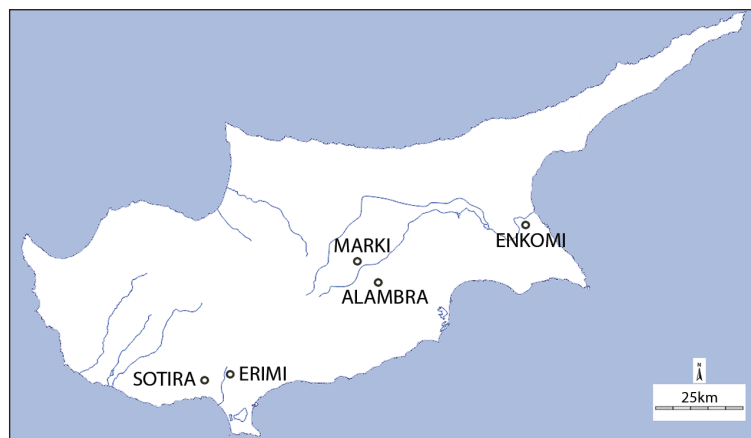 MARKI
ENKOMI
ALAMBRA
SOTIRA
ERIMI
N
25km